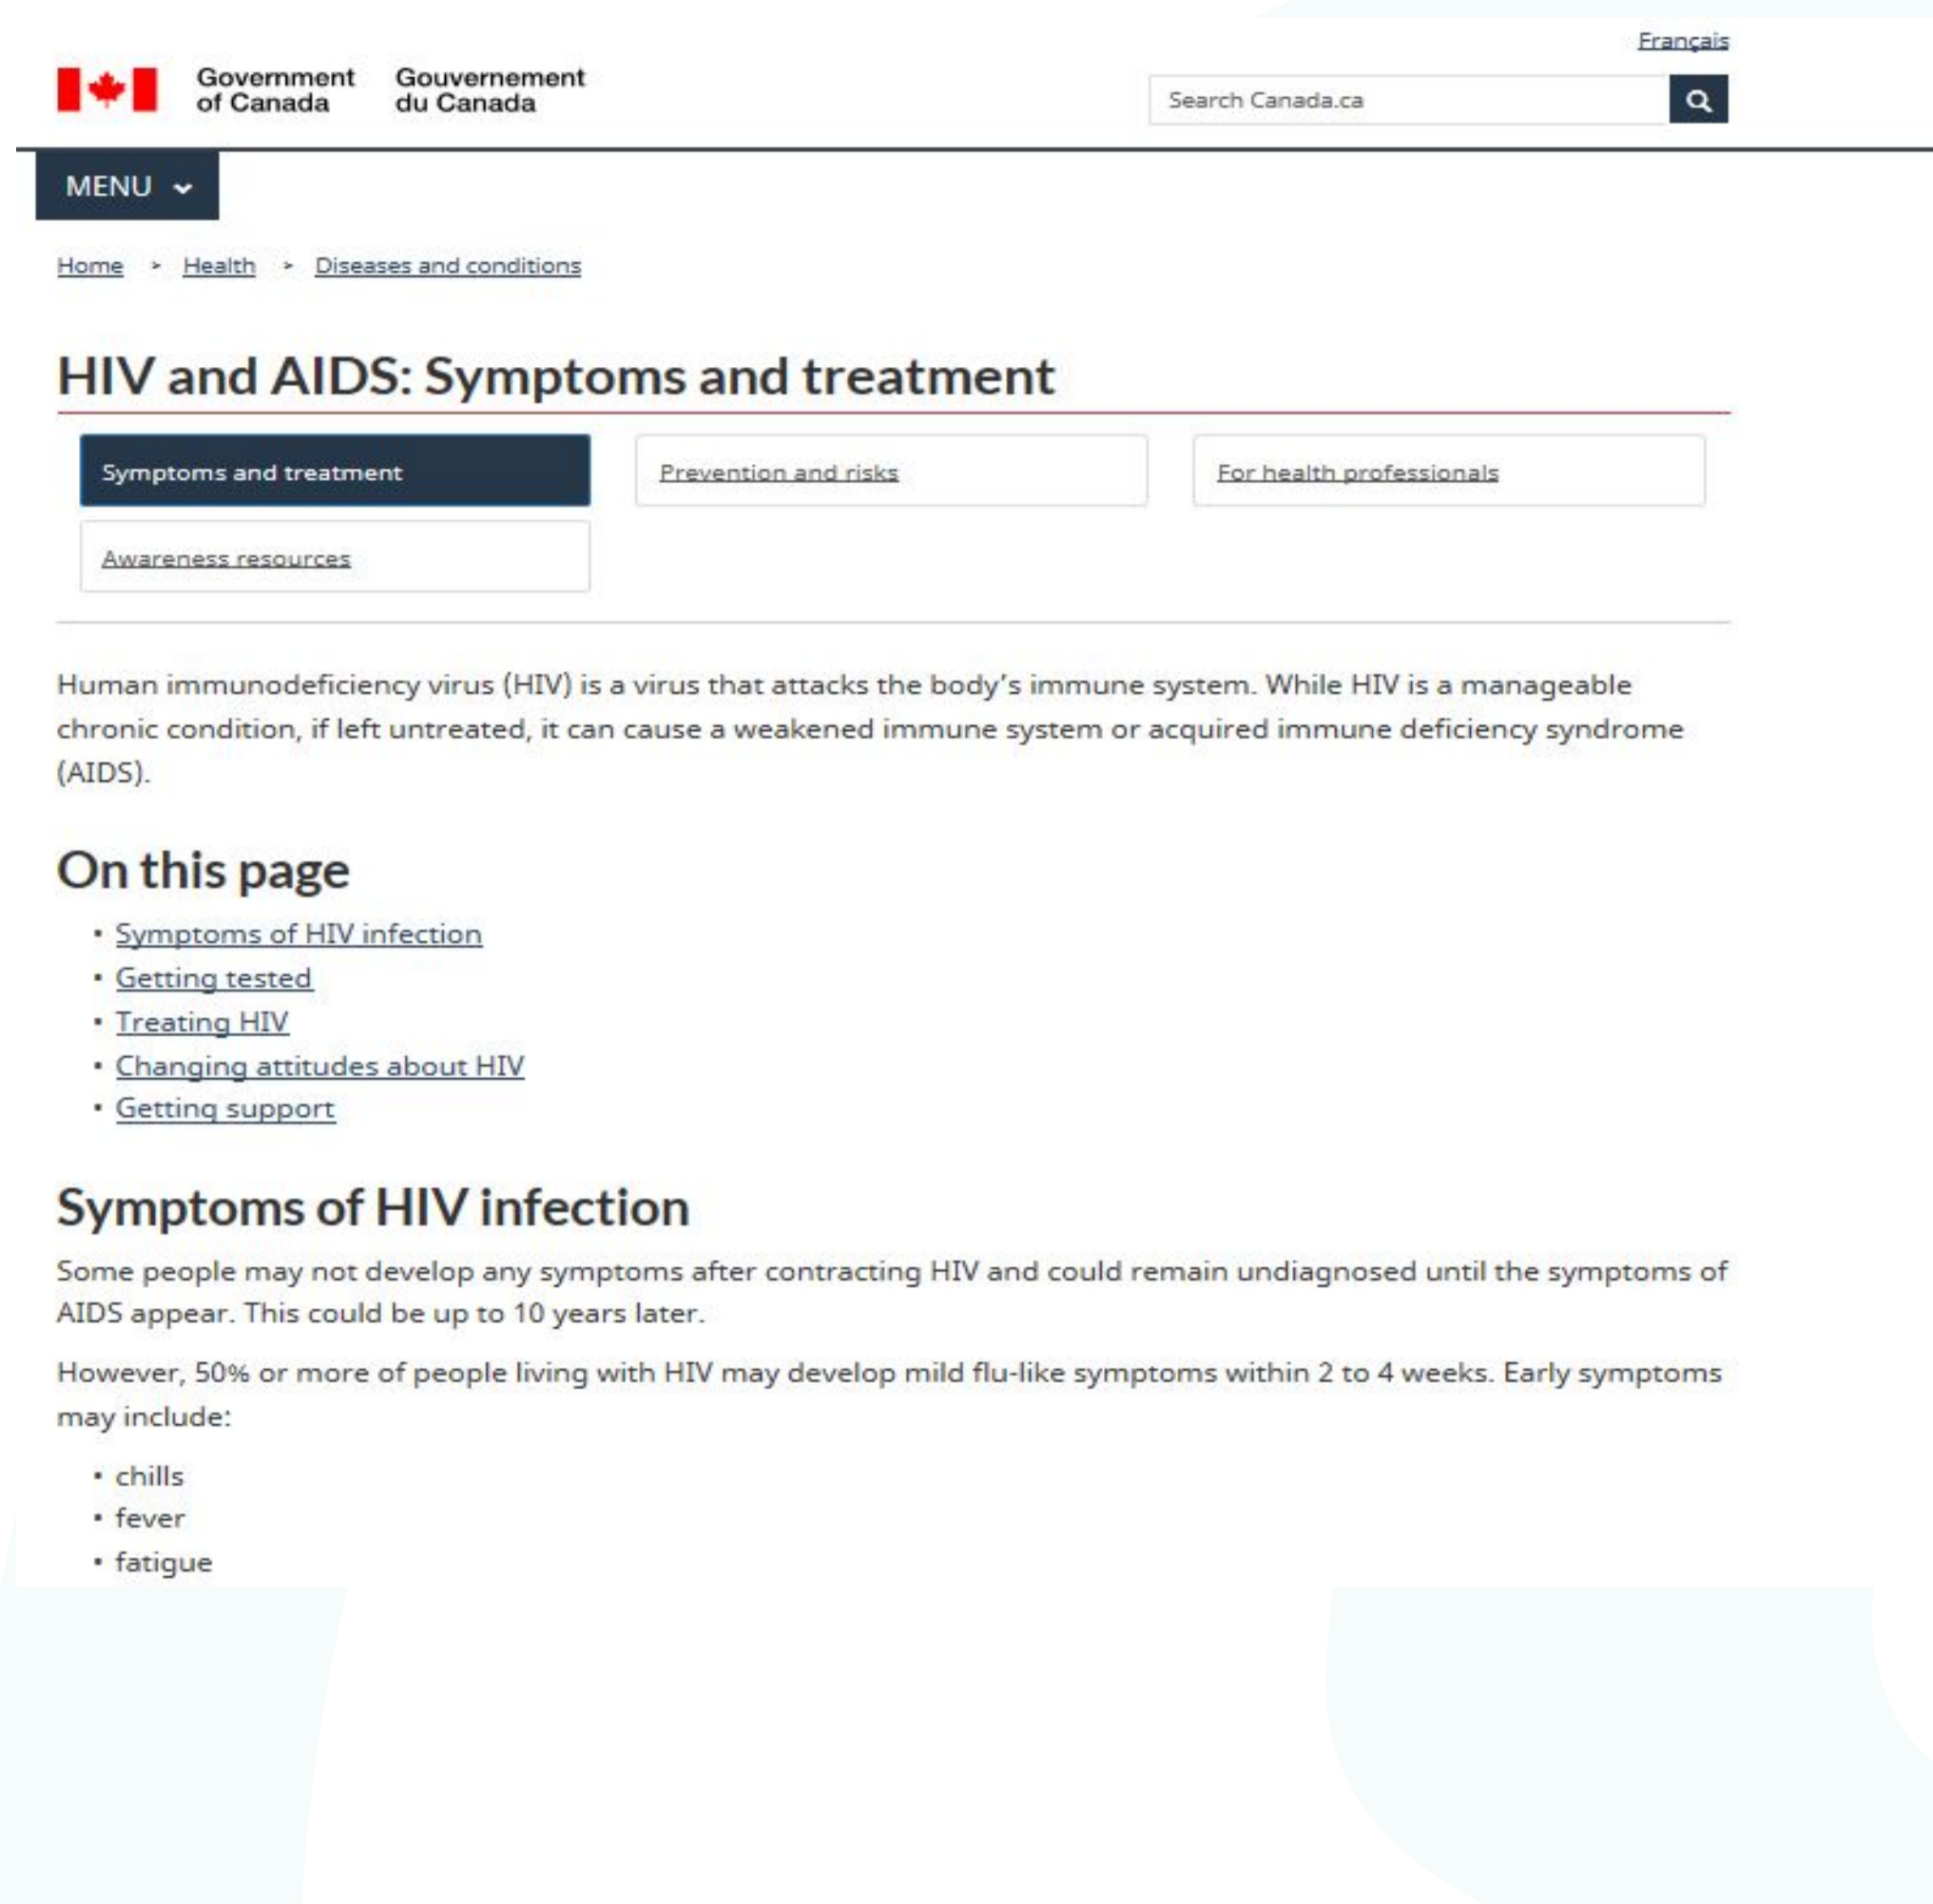 Français
Government of Canada
Gouvernement du Canada
Search Canada.ca
MENU
Home > Health > Diseases and conditions
HIV and AIDS: Symptoms and treatment
Symptoms and treatment
Prevention and risks
For health professionals
Awareness resources
Human immunodeficiency virus (HIV) is a virus that attacks the body’s immune system. While HIV is a manageable
chronic condition, if left untreated, it can cause a weakened immune system or acquired immune deficiency syndrome
(AIDS).
On this page
• Symptoms of HIV infection
• Getting tested
• Treating HIV
• Changing attitudes about HIV
• Getting support
Symptoms of HIV infection
Some people may not develop any symptoms after contracting HIV and could remain undiagnosed until the symptoms of
AIDS appear. This could be up to 10 years later.
However, 50% or more of people living with HIV may develop mild flu-like symptoms within 2 to 4 weeks. Early symptoms
may include:
• chills
• fever
• fatigue